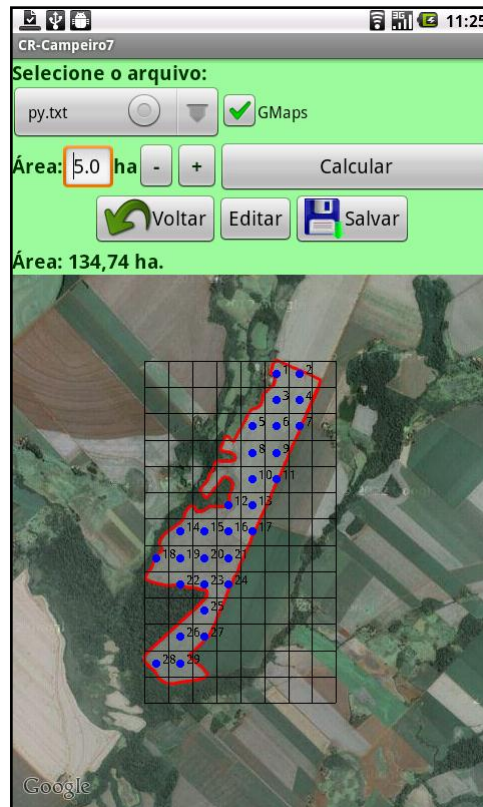 11:25
CR-Campeiro7
Selecione o arquivo:
py.txt GMaps
Área: 5.0 ha - + Calcular
Voltar Editar Salvar
Área: 134,74 ha.
1 2
3 4
5 6 7
8 9
10 11
12 13
14 15 16 17
18 19 20 21
22 23 24
25
26 27
28 29
Google